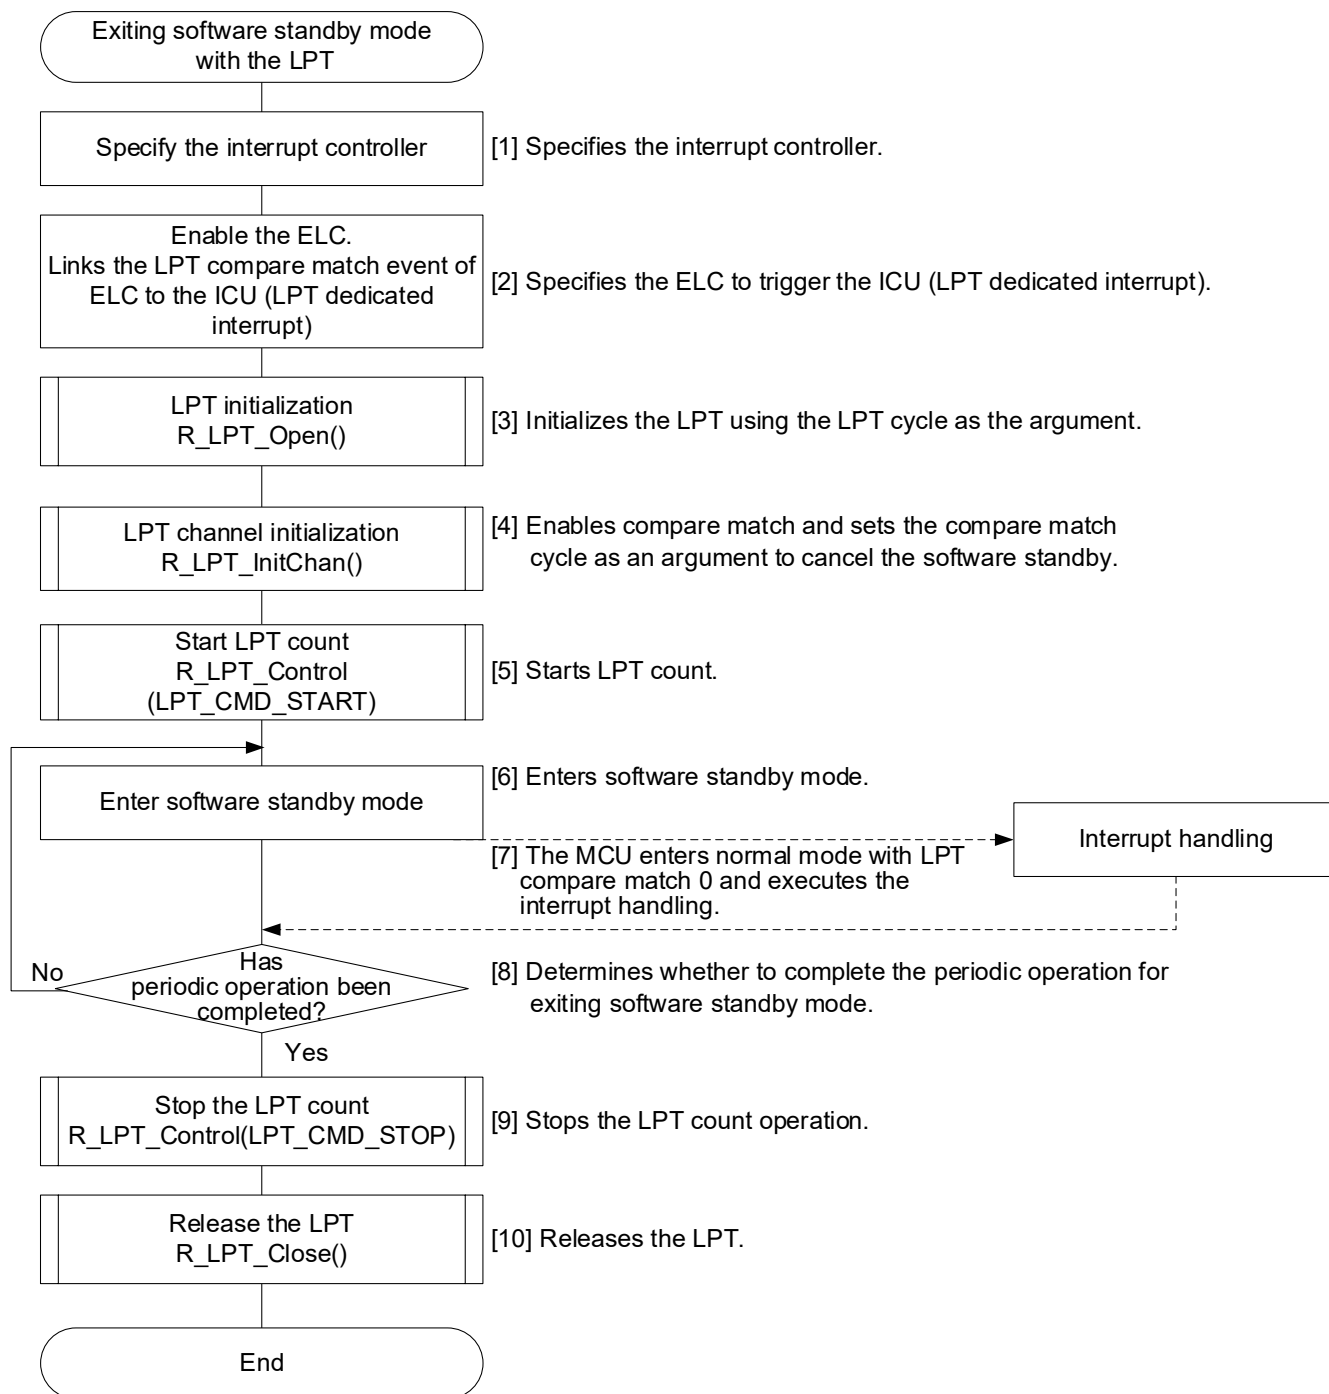 Exiting software standby mode
with the LPT
Specify the interrupt controller
[1] Specifies the interrupt controller.
Enable the ELC.
Links the LPT compare match event of
ELC to the ICU (LPT dedicated
interrupt)
[2] Specifies the ELC to trigger the ICU (LPT dedicated interrupt).
LPT initialization
R_LPT_Open()
[3] Initializes the LPT using the LPT cycle as the argument.
LPT channel initialization
R_LPT_InitChan()
[4] Enables compare match and sets the compare match
cycle as an argument to cancel the software standby.
Start LPT count
R_LPT_Control
(LPT_CMD_START)
[5] Starts LPT count.
Enter software standby mode
[6] Enters software standby mode.
Interrupt handling
[7] The MCU enters normal mode with LPT
compare match 0 and executes the
interrupt handling.
Has
periodic operation been
completed?
No
Yes
[8] Determines whether to complete the periodic operation for
exiting software standby mode.
Stop the LPT count
R_LPT_Control(LPT_CMD_STOP)
[9] Stops the LPT count operation.
Release the LPT
R_LPT_Close()
[10] Releases the LPT.
End